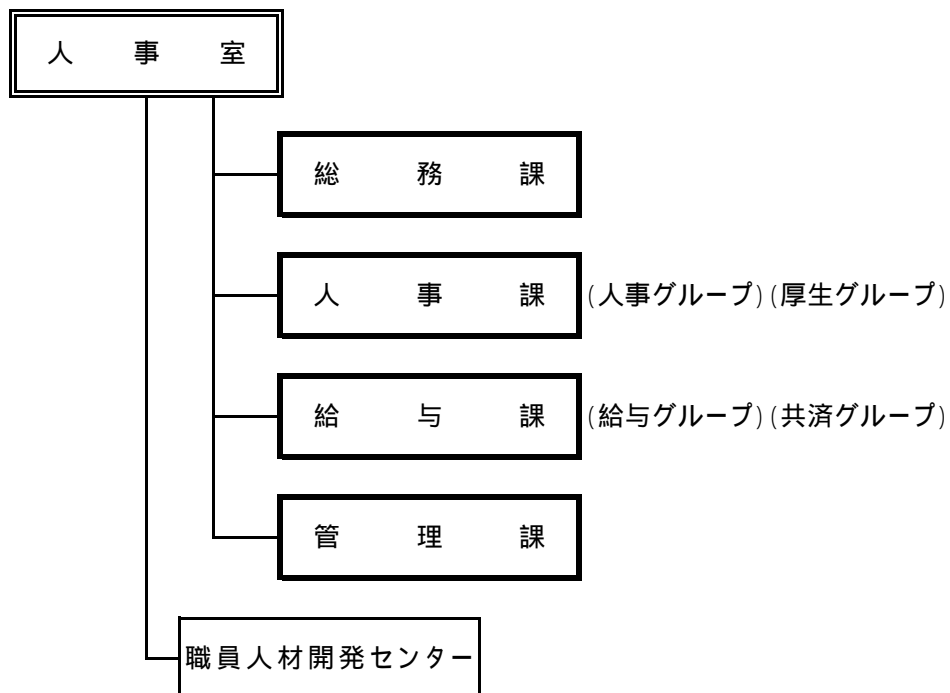 人事室
総務課
人事課 (人事グループ) (厚生グループ)
給与課 (給与グループ) (共済グループ)
管理課
職員人材開発センター